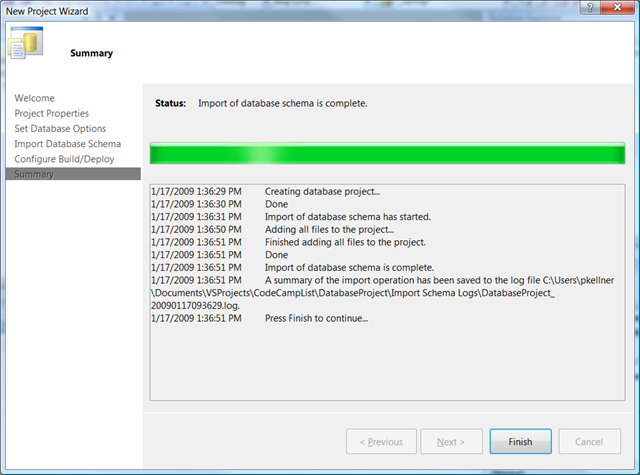 New Project Wizard
Summary
Welcome
Project Properties
Set Database Options
Import Database Schema
Configure Build/Deploy
Summary
Status: Import of database schema is complete.
1/17/2009 1:36:29 PM Creating database project...
1/17/2009 1:36:30 PM Done
1/17/2009 1:36:31 PM Import of database schema has started.
1/17/2009 1:36:50 PM Adding all files to the project...
1/17/2009 1:36:51 PM Finished adding all files to the project.
1/17/2009 1:36:51 PM Done
1/17/2009 1:36:51 PM Import of database schema is complete.
1/17/2009 1:36:51 PM A summary of the import operation has been saved to the log file C:\Users\pkellner
\Documents\VSProjects\CodeCampList\DatabaseProject\Import Schema Logs\DatabaseProject_
20090117093629.log.
1/17/2009 1:36:51 PM Press Finish to continue...
< Previous
Next >
Finish
Cancel